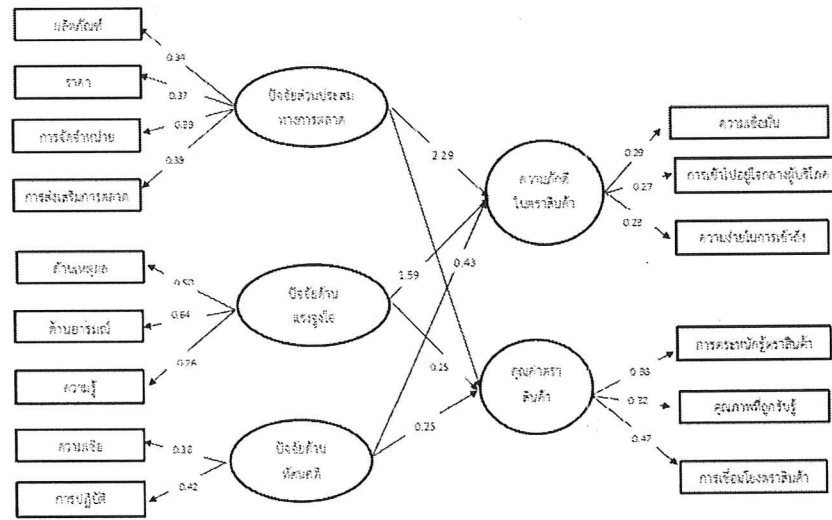 ผลิตภัณฑ์
0.34
ราคา
0.37
การจัดจำหน่าย
0.39
การส่งเสริมการตลาด
0.39
ปัจจัยส่วนประสม
ทางการตลาด
2.29
ความภักดี
ในตราสินค้า
0.29
ความเชื่อมั่น
0.27
การเข้าไปอยู่ใจกลางผู้บริโภค
0.22
ความง่ายในการเข้าถึง
ด้านเหตุผล
0.50
ด้านอารมณ์
0.64
ความรู้
ปัจจัยด้าน
แรงจูงใจ
1.59
0.43
0.25
คุณค่าตรา
สินค้า
การตระหนักรู้ตราสินค้า
0.32
คุณภาพที่ถูกรับรู้
0.47
การเชื่อมโยงตราสินค้า
ความเชื่อ
0.38
การปฏิบัติ
0.42
ปัจจัยด้าน
ทัศนคติ
0.25